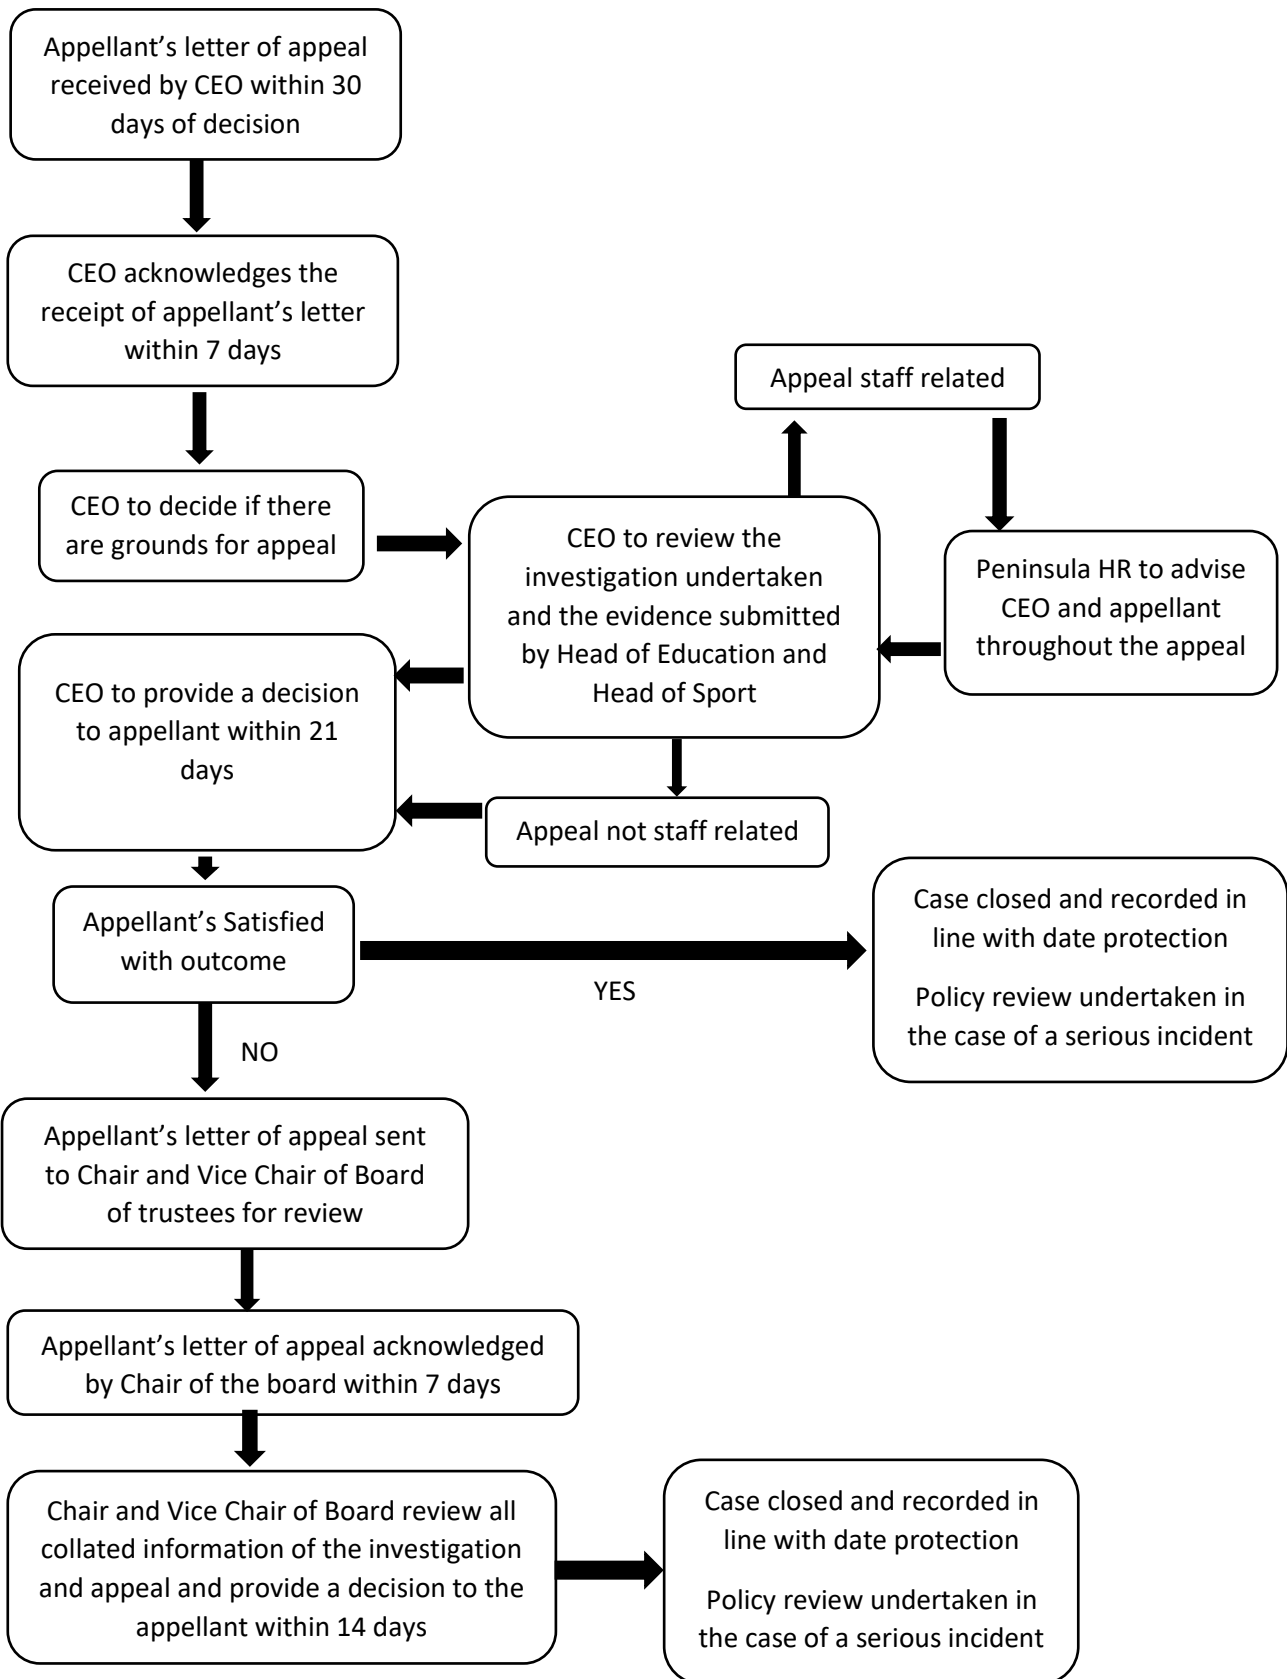 Appellant’s letter of appeal
received by CEO within 30
days of decision
CEO acknowledges the
receipt of appellant’s letter
within 7 days
Appeal staff related
CEO to decide if there
are grounds for appeal
CEO to review the
investigation undertaken
and the evidence submitted
by Head of Education and
Head of Sport
Peninsula HR to advise
CEO and appellant
throughout the appeal
CEO to provide a decision
to appellant within 21
days
Appeal not staff related
Appellant’s Satisfied
with outcome
YES
Case closed and recorded in
line with date protection
Policy review undertaken in
the case of a serious incident
NO
Appellant’s letter of appeal sent
to Chair and Vice Chair of Board
of trustees for review
Appellant’s letter of appeal acknowledged
by Chair of the board within 7 days
Chair and Vice Chair of Board review all
collated information of the investigation
and appeal and provide a decision to the
appellant within 14 days
Case closed and recorded in
line with date protection
Policy review undertaken in
the case of a serious incident